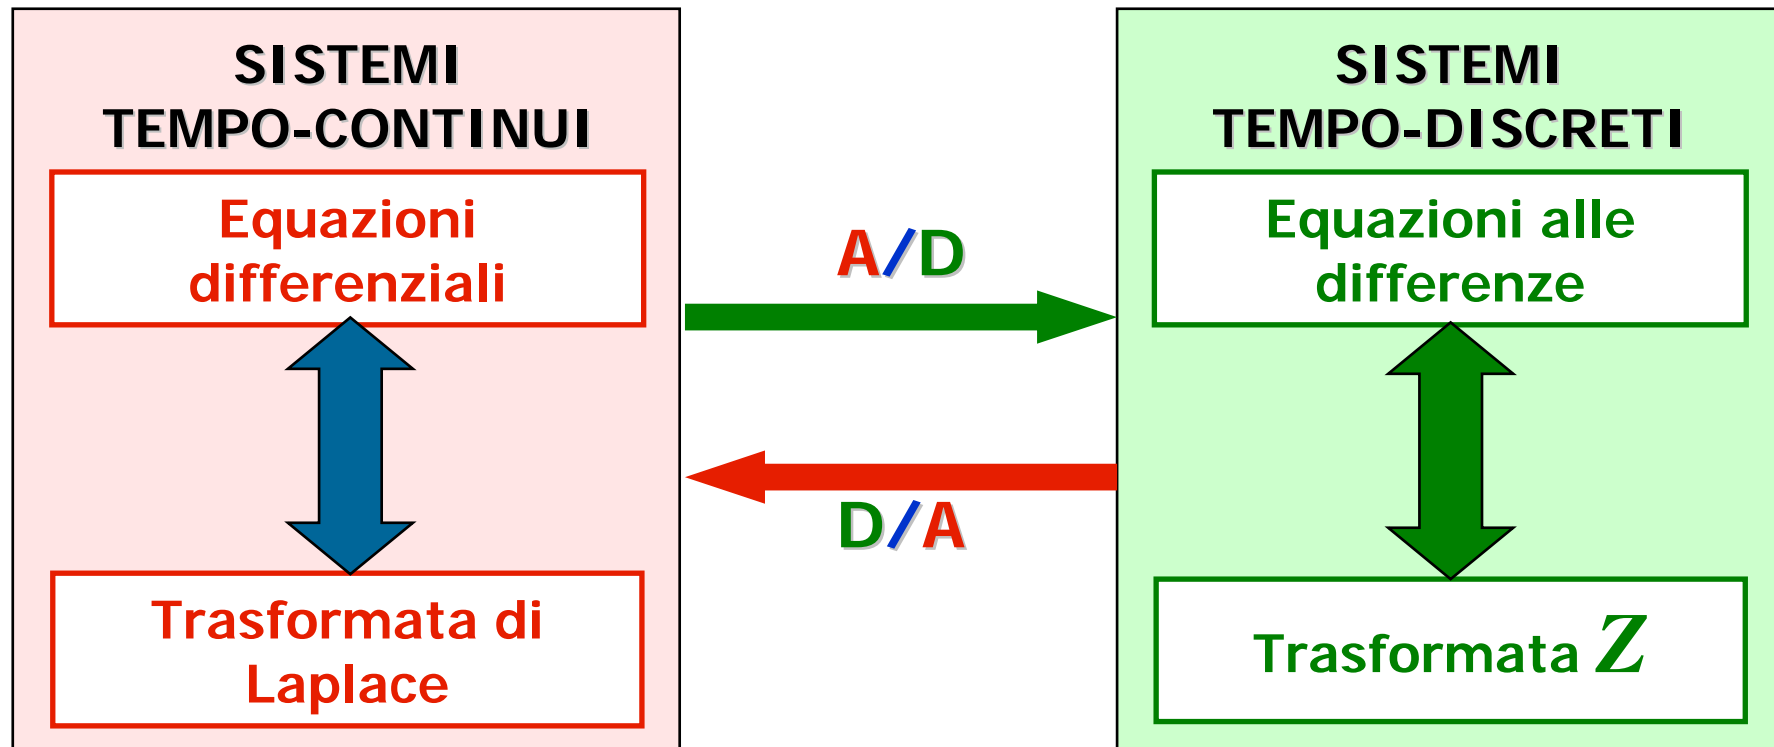 SISTEMI
TEMPO-CONTINUI
Equazioni
differenziali
Trasformata di
Laplace
A/D
D/A
SISTEMI
TEMPO-DISCRETI
Equazioni alle
differenze
Trasformata Z